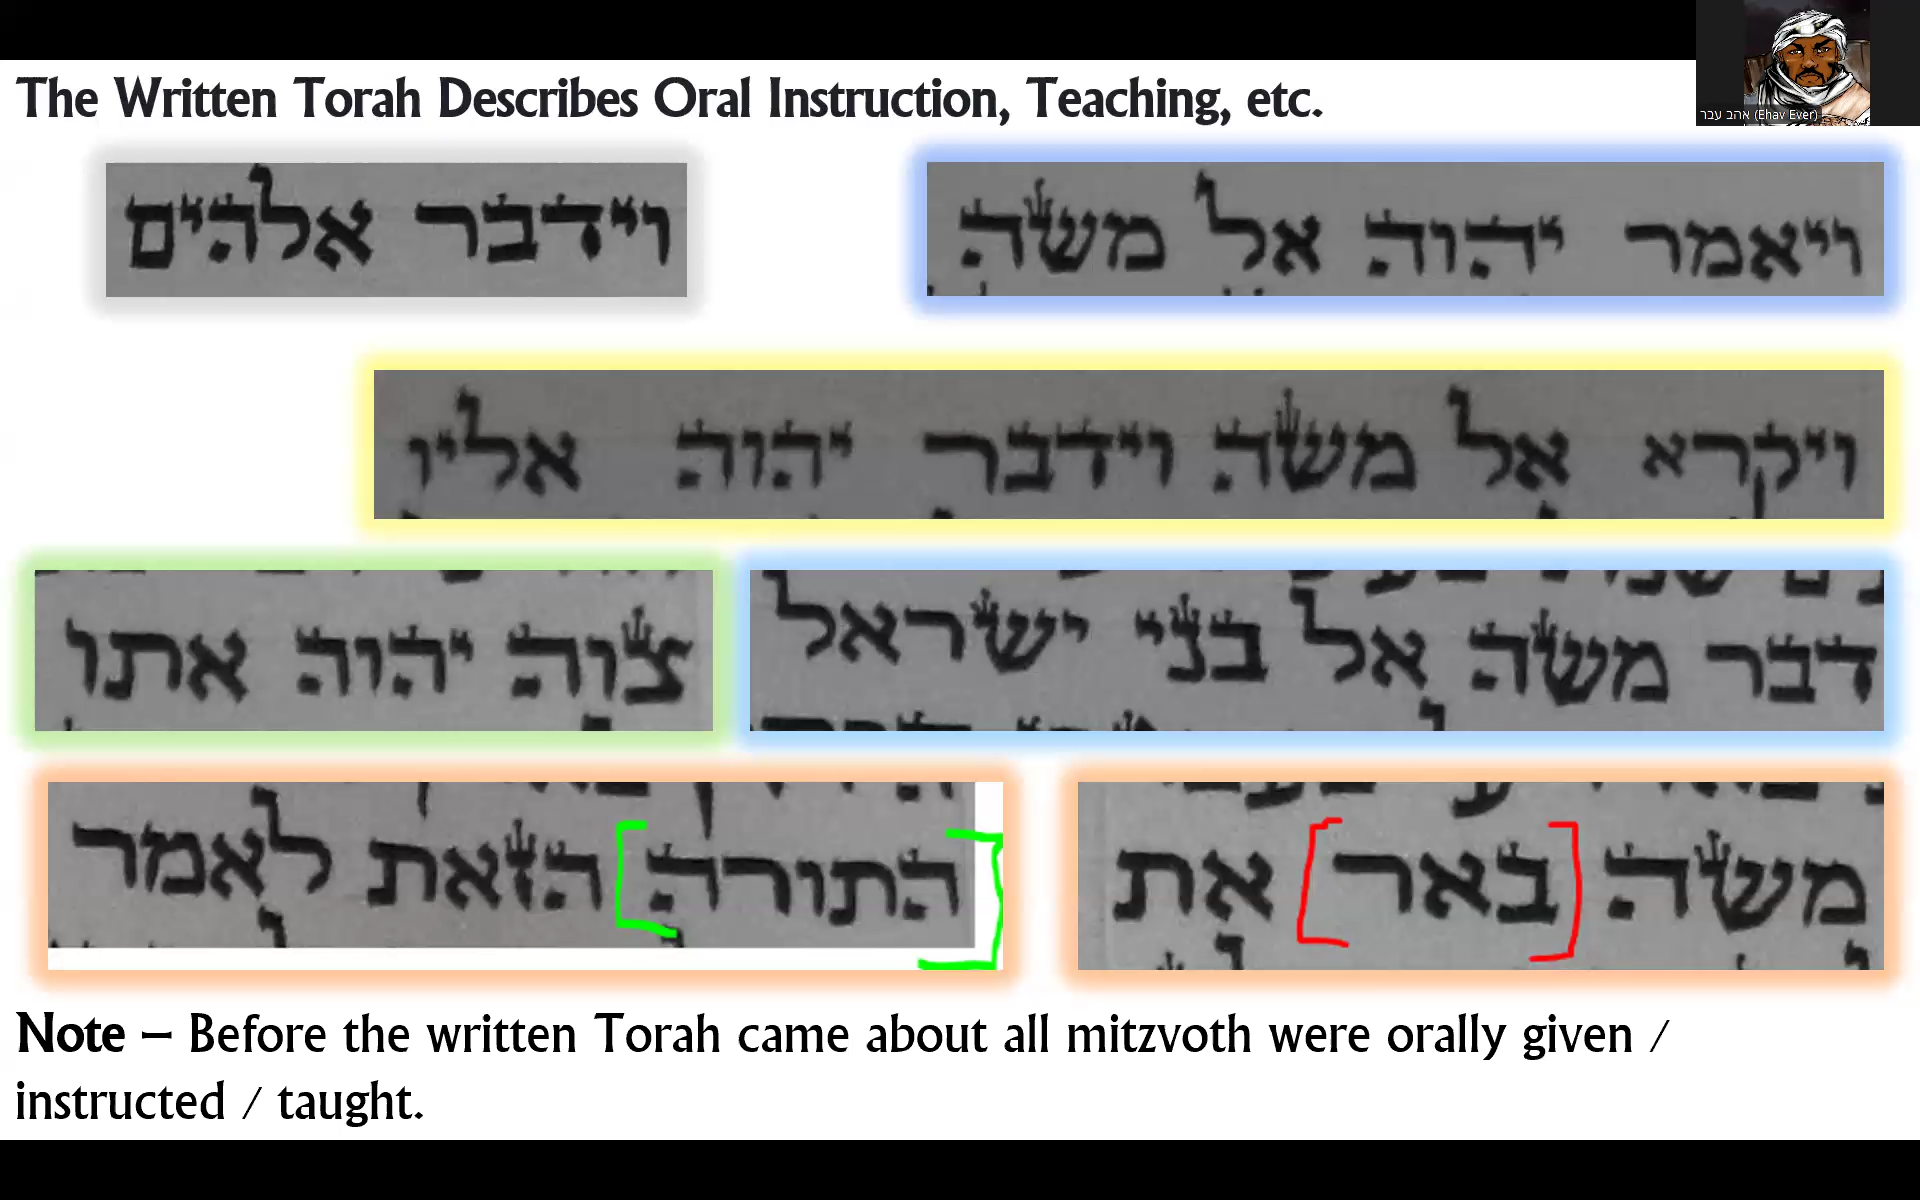 The Written Torah Describes Oral Instruction, Teaching, etc.
אהב עבר (Ehav Ever)
וידבר אלהים
ויאמר יהוה אל משה
ויקרא אל משה וידבר יהוה אליו
דבר משה אל בני ישראל
צוה יהוה אתו
משה [באר] את
[התורה] הזאת לאמר
Note – Before the written Torah came about all mitzvoth were orally given /
instructed / taught.